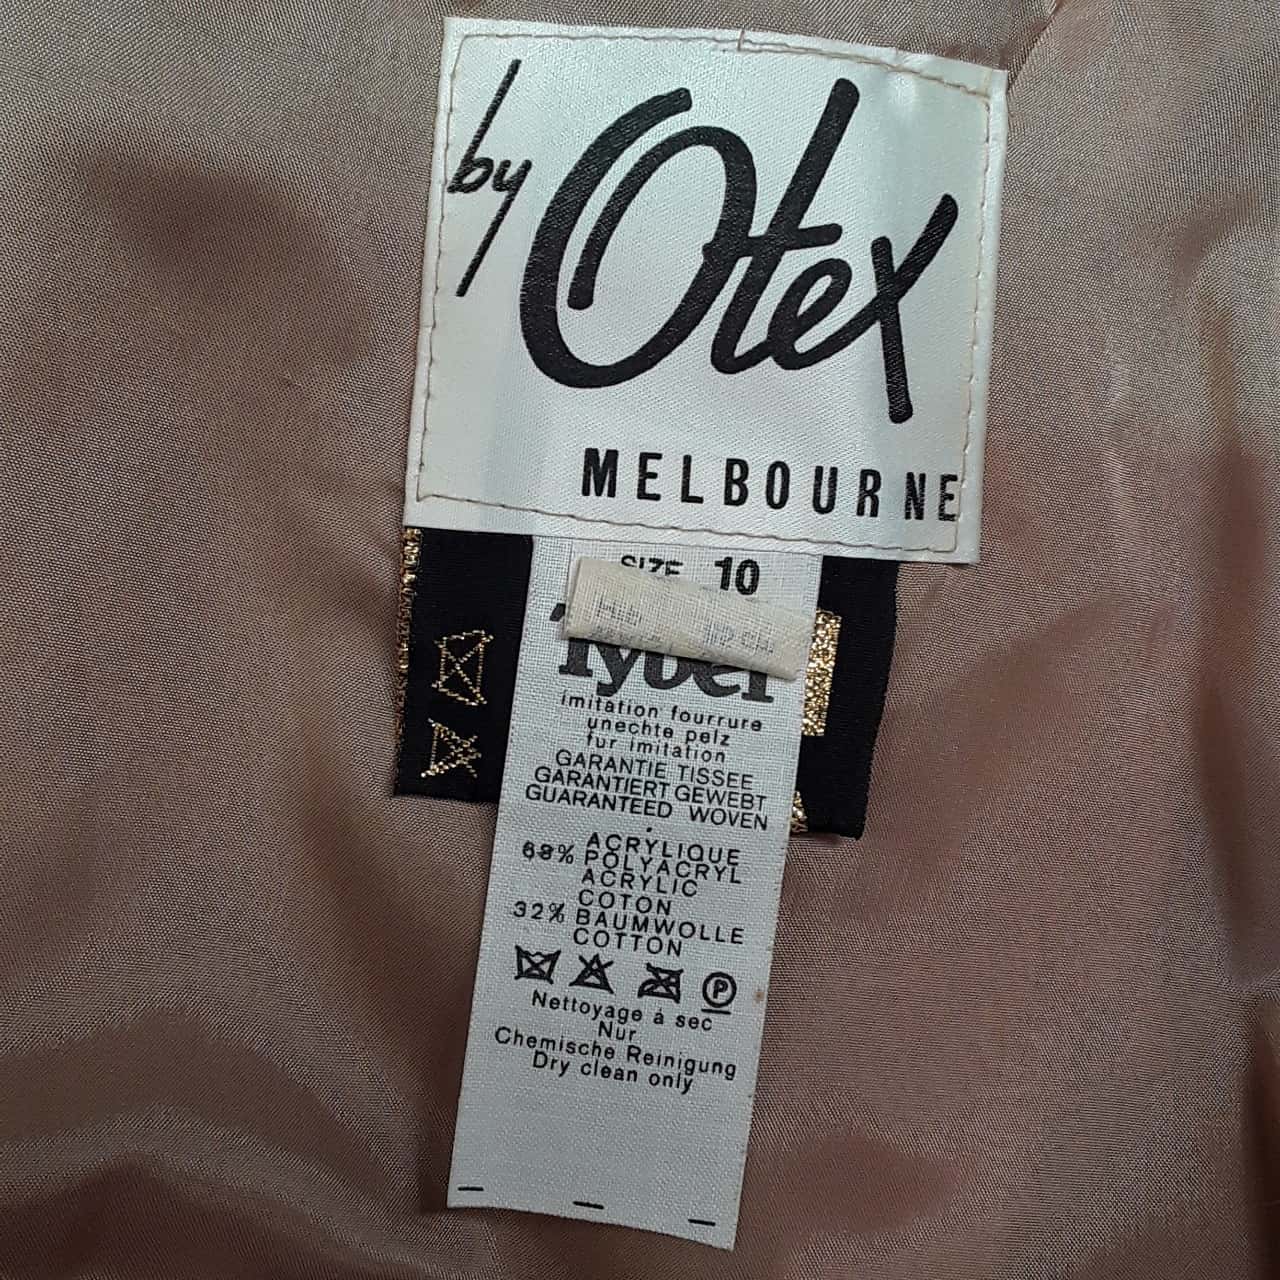 by Otex
MELBOURNE
SIZE 10
Tybel
imitation fourrure
unechte pelz
fur imitation
GARANTIE TISSEE
GARANTIERT GEWEBT
GUARANTEED WOVEN
ACRYLIQUE
68% POLYACRYL
ACRYLIC
COTON
32% BAUMWOLLE
COTTON
P
Nettoyage à sec
Nur
Chemische Reinigung
Dry clean only